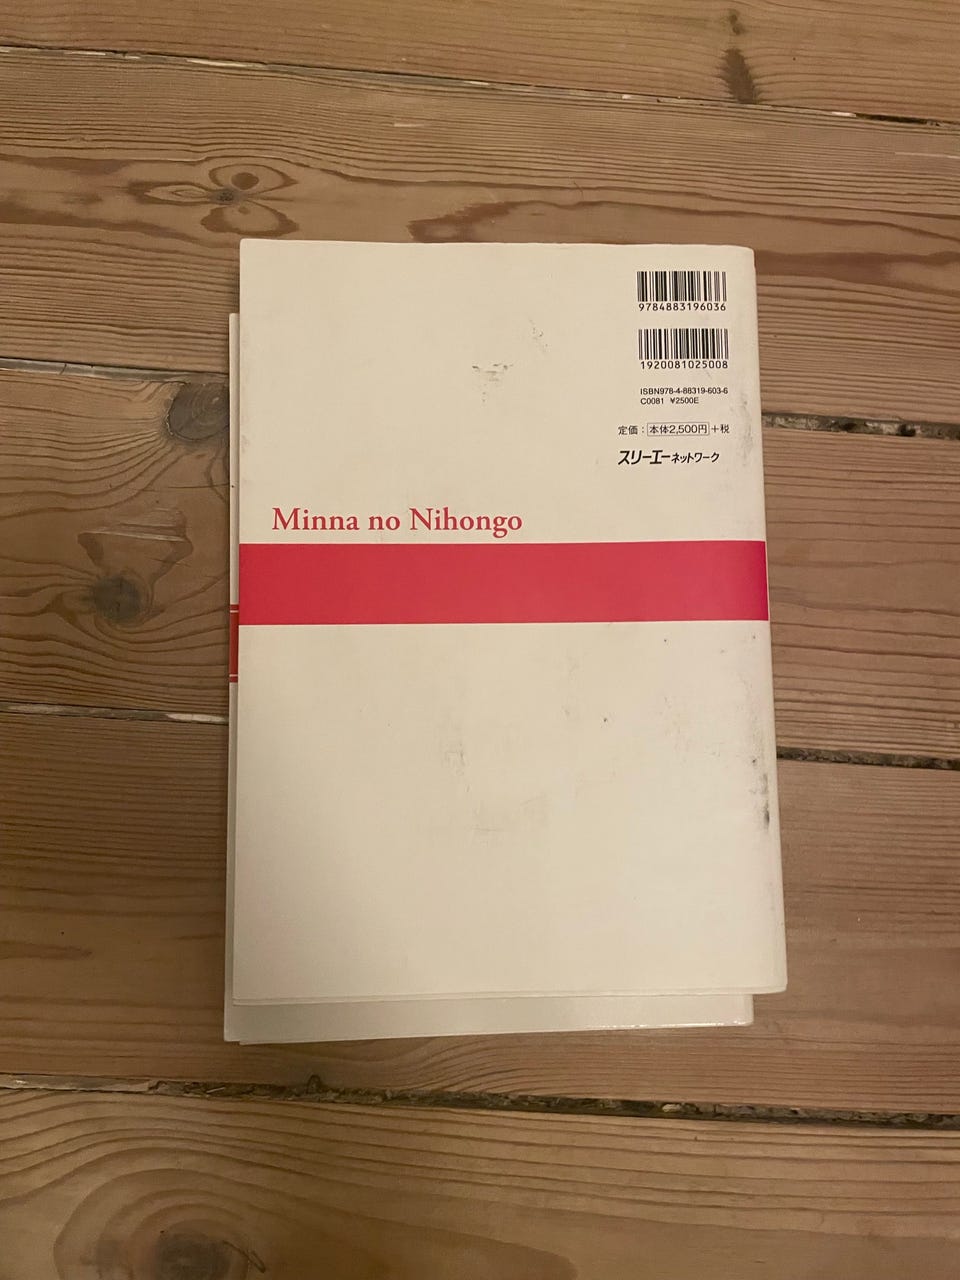 9784883196036
1920081025008
ISBN978-4-88319-603-6
C0081 ¥2500E
定価：本体2,500円+税
スリーエーネットワーク
Minna no Nihongo